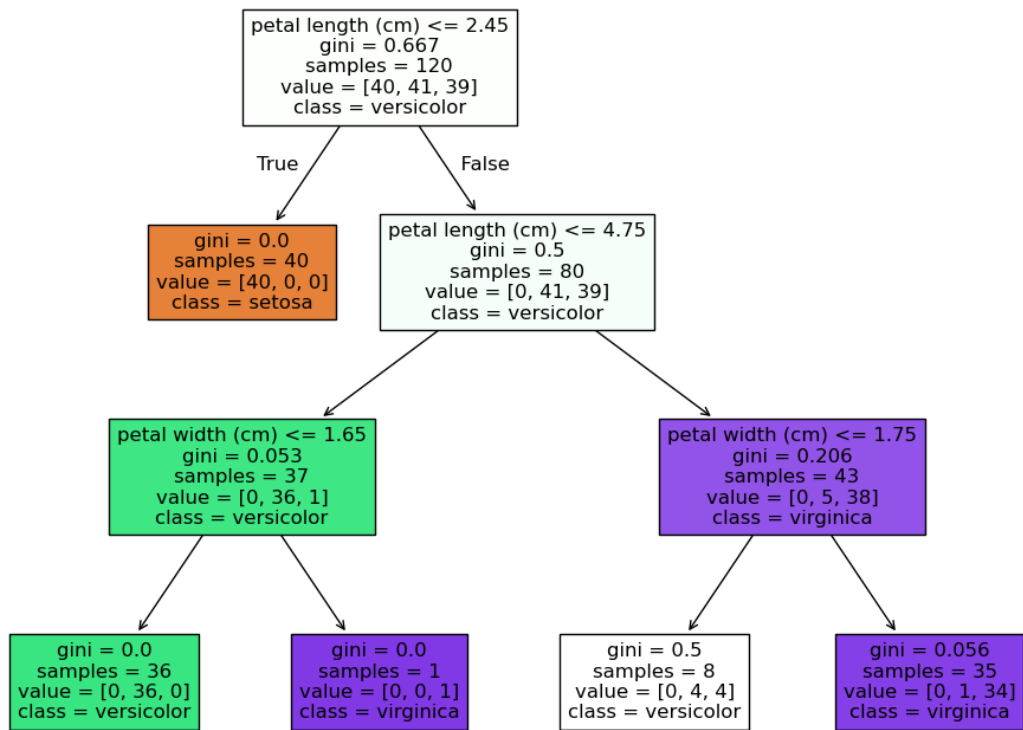 petal length (cm) <= 2.45
gini = 0.667
samples = 120
value = [40, 41, 39]
class = versicolor
True
False
gini = 0.0
samples = 40
value = [40, 0, 0]
class = setosa
petal length (cm) <= 4.75
gini = 0.5
samples = 80
value = [0, 41, 39]
class = versicolor
petal width (cm) <= 1.65
gini = 0.053
samples = 37
value = [0, 36, 1]
class = versicolor
petal width (cm) <= 1.75
gini = 0.206
samples = 43
value = [0, 5, 38]
class = virginica
gini = 0.0
samples = 36
value = [0, 36, 0]
class = versicolor
gini = 0.0
samples = 1
value = [0, 0, 1]
class = virginica
gini = 0.5
samples = 8
value = [0, 4, 4]
class = versicolor
gini = 0.056
samples = 35
value = [0, 1, 34]
class = virginica